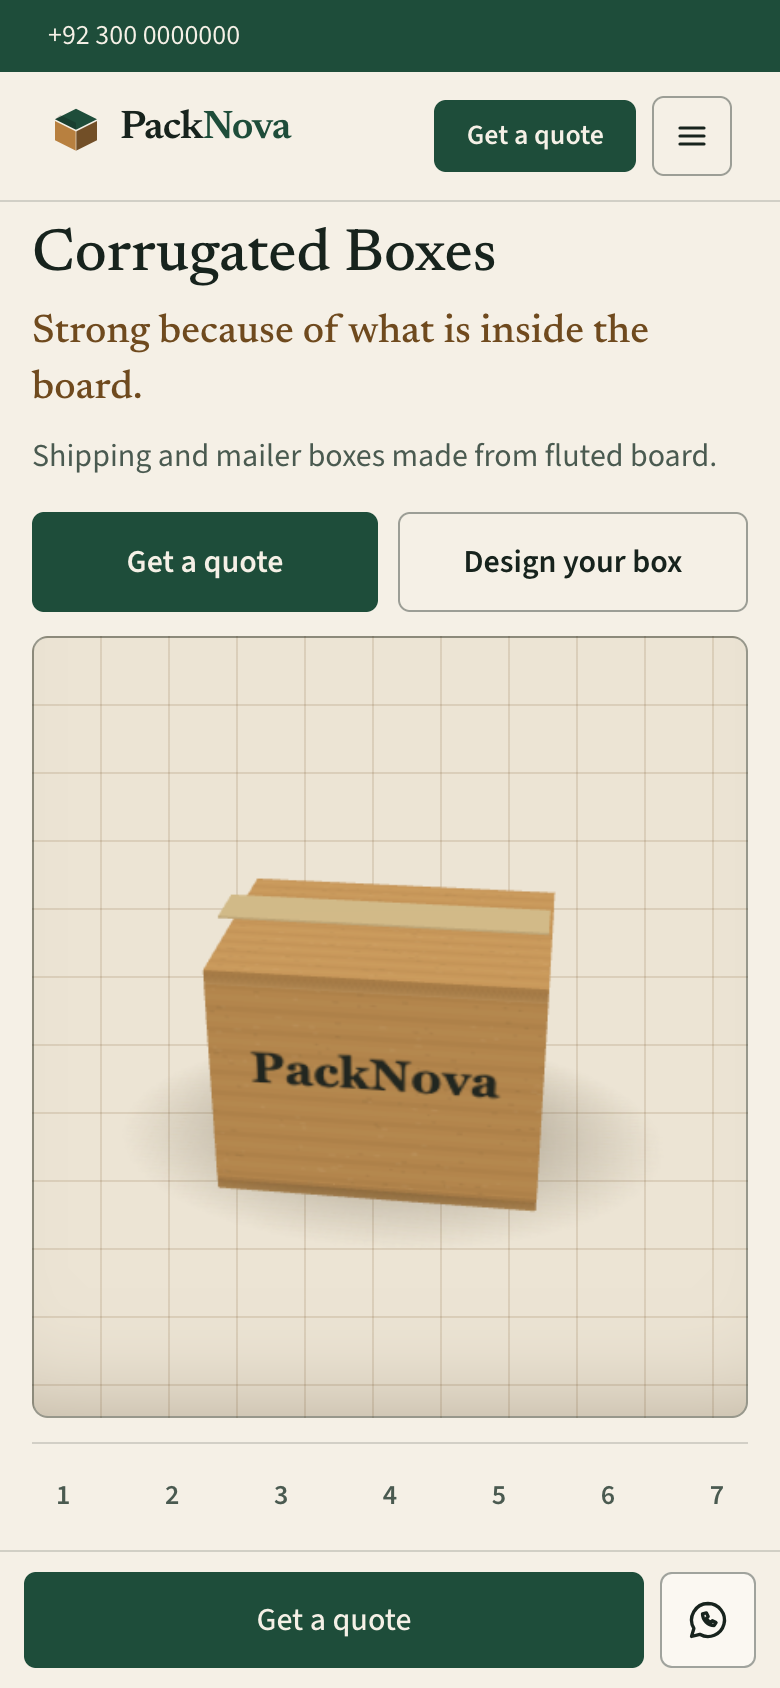 +92 300 0000000
PackNova
Get a quote
Corrugated Boxes
Strong because of what is inside the
board.
Shipping and mailer boxes made from fluted board.
Get a quote
Design your box
PackNova
1 2 3 4 5 6 7
Get a quote